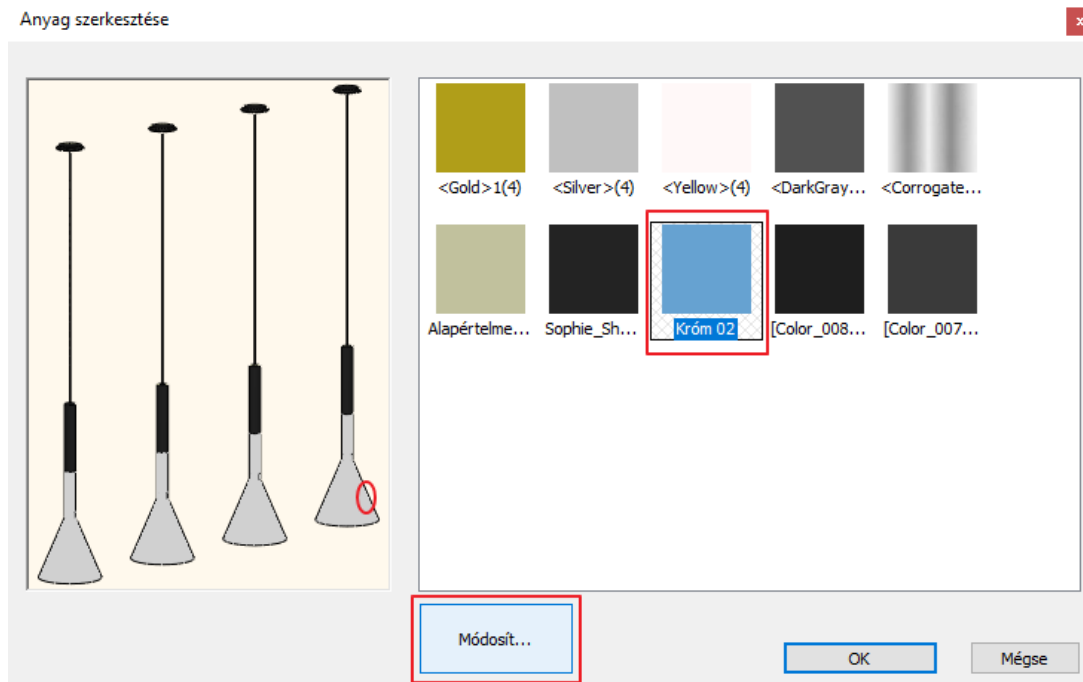 Anyag szerkesztése
x
<Gold>1(4) <Silver>(4) <Yellow>(4) <DarkGray... <Corrogate...
Alapértelme... Sophie_Sh... Króm 02 [Color_008... [Color_007...
Módosít...
OK Mégse